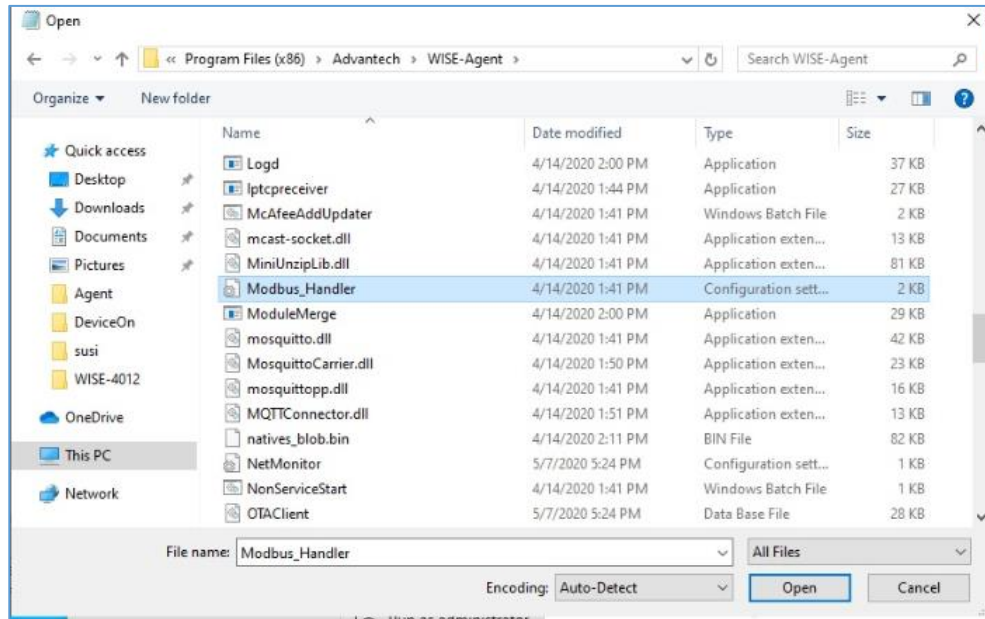 Open
« Program Files (x86) › Advantech › WISE-Agent ›
Search WISE-Agent
Organize
New folder
Name Date modified Type Size
Quick access
Desktop
Downloads
Documents
Pictures
Agent
DeviceOn
susi
WISE-4012
OneDrive
This PC
Network
Logd 4/14/2020 2:00 PM Application 37 KB
lptcpreceiver 4/14/2020 1:44 PM Application 27 KB
McAfeeAddUpdater 4/14/2020 1:41 PM Windows Batch File 2 KB
mcast-socket.dll 4/14/2020 1:41 PM Application exten... 13 KB
MiniUnzipLib.dll 4/14/2020 1:41 PM Application exten... 81 KB
Modbus_Handler 4/14/2020 1:41 PM Configuration sett... 2 KB
ModuleMerge 4/14/2020 2:00 PM Application 29 KB
mosquitto.dll 4/14/2020 1:41 PM Application exten... 42 KB
MosquittoCarrier.dll 4/14/2020 1:50 PM Application exten... 23 KB
mosquittopp.dll 4/14/2020 1:41 PM Application exten... 16 KB
MQTTConnector.dll 4/14/2020 1:51 PM Application exten... 13 KB
natives_blob.bin 4/14/2020 2:11 PM BIN File 82 KB
NetMonitor 5/7/2020 5:24 PM Configuration sett... 1 KB
NonServiceStart 4/14/2020 1:41 PM Windows Batch File 1 KB
OTAClient 5/7/2020 5:24 PM Data Base File 28 KB
File name: Modbus_Handler
All Files
Encoding: Auto-Detect
Open
Cancel
Run as administrator